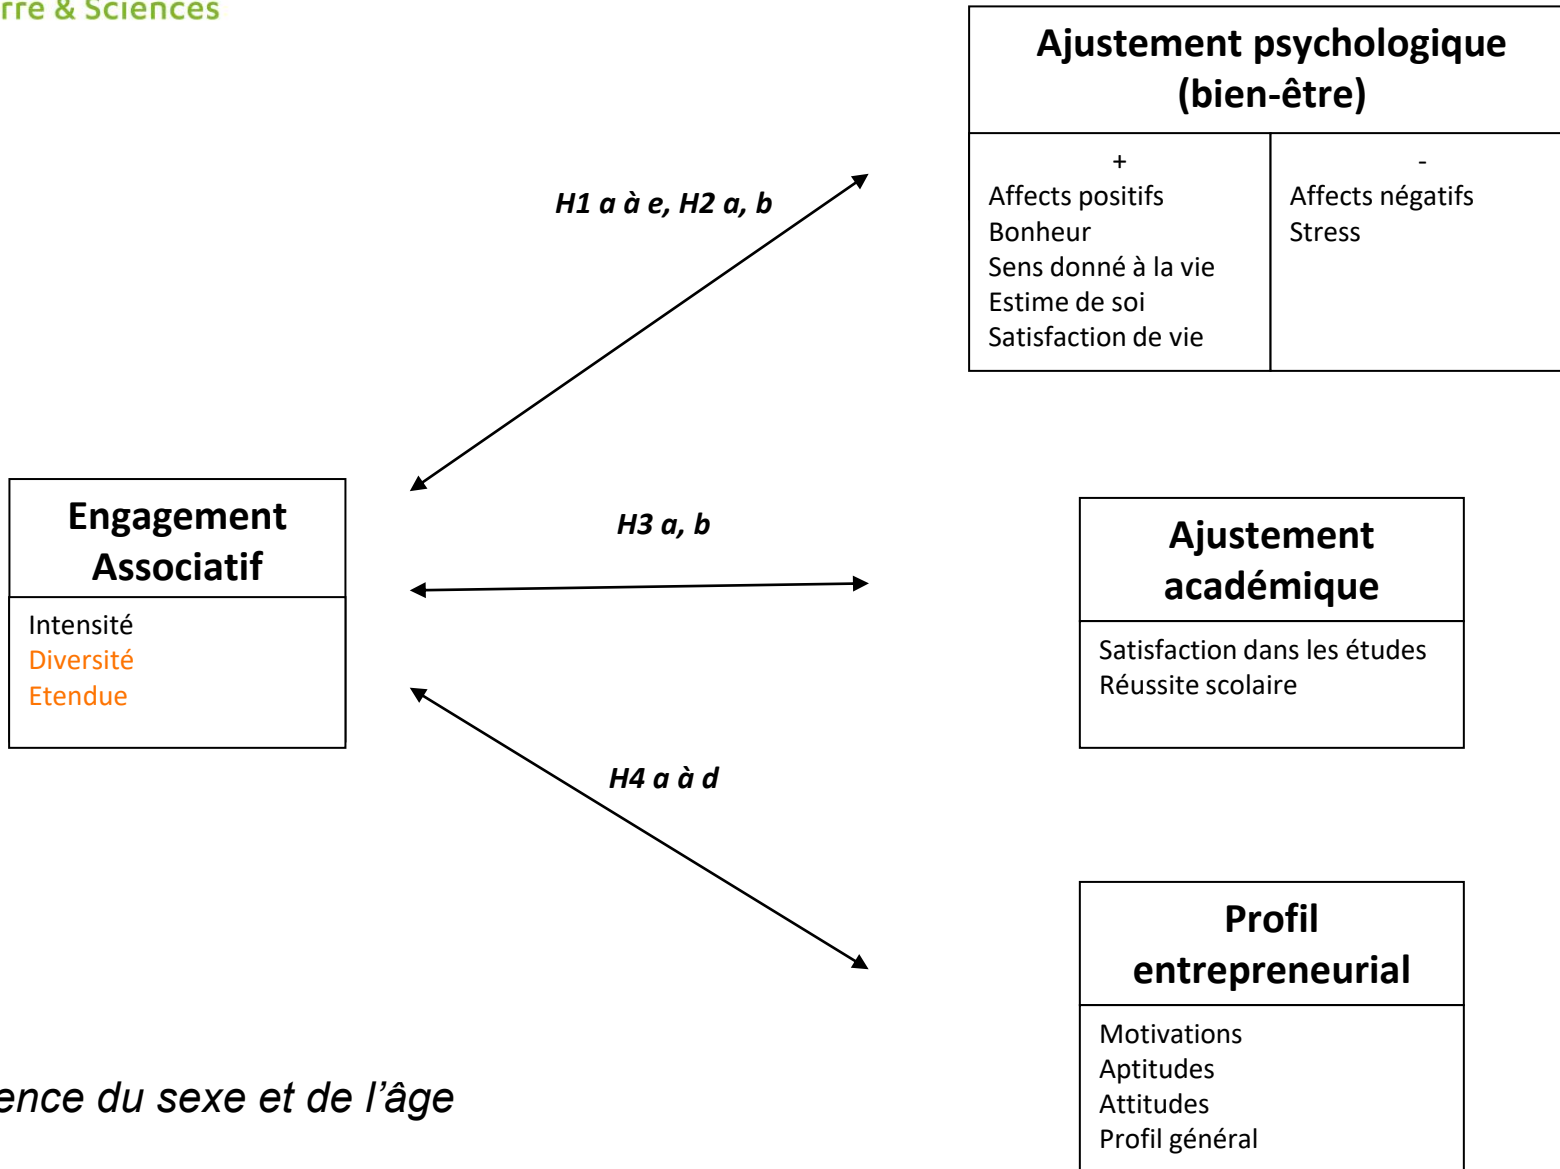 & Sciences
Ajustement psychologique
(bien-être)
+
Affects positifs
Bonheur
Sens donné à la vie
Estime de soi
Satisfaction de vie
-
Affects négatifs
Stress
H1 a à e, H2 a, b
Engagement
Associatif
Intensité
Diversité
Etendue
H3 a, b
Ajustement
académique
Satisfaction dans les études
Réussite scolaire
H4 a à d
Profil
entrepreneurial
Motivations
Aptitudes
Attitudes
Profil général
ence du sexe et de l’âge